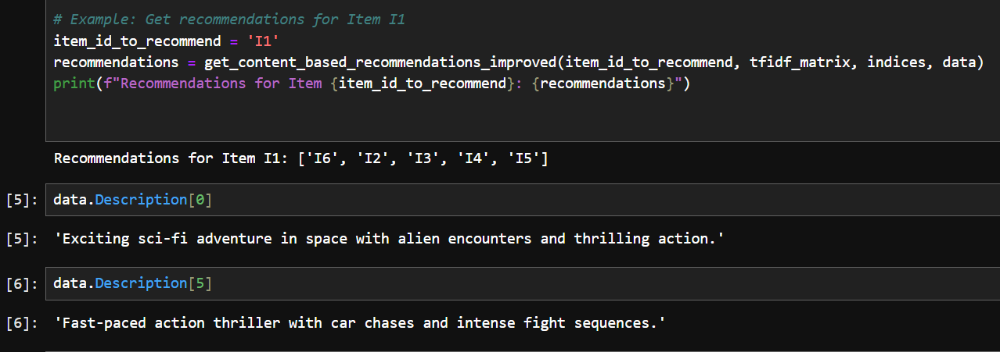 # Example: Get recommendations for Item I1
item_id_to_recommend = 'I1'
recommendations = get_content_based_recommendations_improved(item_id_to_recommend, tfidf_matrix, indices, data)
print(f"Recommendations for Item {item_id_to_recommend}: {recommendations}")
Recommendations for Item I1: ['I6', 'I2', 'I3', 'I4', 'I5']
[5]: data.Description[0]
[5]: 'Exciting sci-fi adventure in space with alien encounters and thrilling action.'
[6]: data.Description[5]
[6]: 'Fast-paced action thriller with car chases and intense fight sequences.'